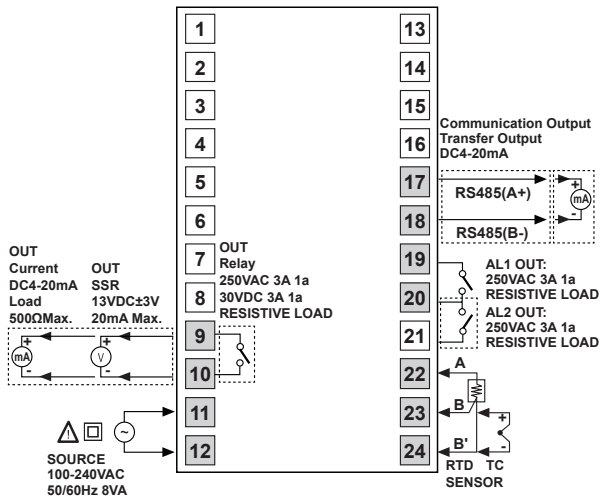 1
2
3
4
5
6
7
8
9
10
11
12
13
14
15
16
17
18
19
20
21
22
23
24
Communication Output
Transfer Output
DC4-20mA
RS485(A+)
RS485(B-)
+
mA
-
AL1 OUT:
250VAC 3A 1a
RESISTIVE LOAD
AL2 OUT:
250VAC 3A 1a
RESISTIVE LOAD
A
B
B'
+
-
RTD TC
SENSOR
OUT
Relay
250VAC 3A 1a
30VDC 3A 1a
RESISTIVE LOAD
OUT
Current
DC4-20mA
Load
500ΩMax.
OUT
SSR
13VDC±3V
20mA Max.
+
mA
-
+
V
-
!
~
SOURCE
100-240VAC
50/60Hz 8VA